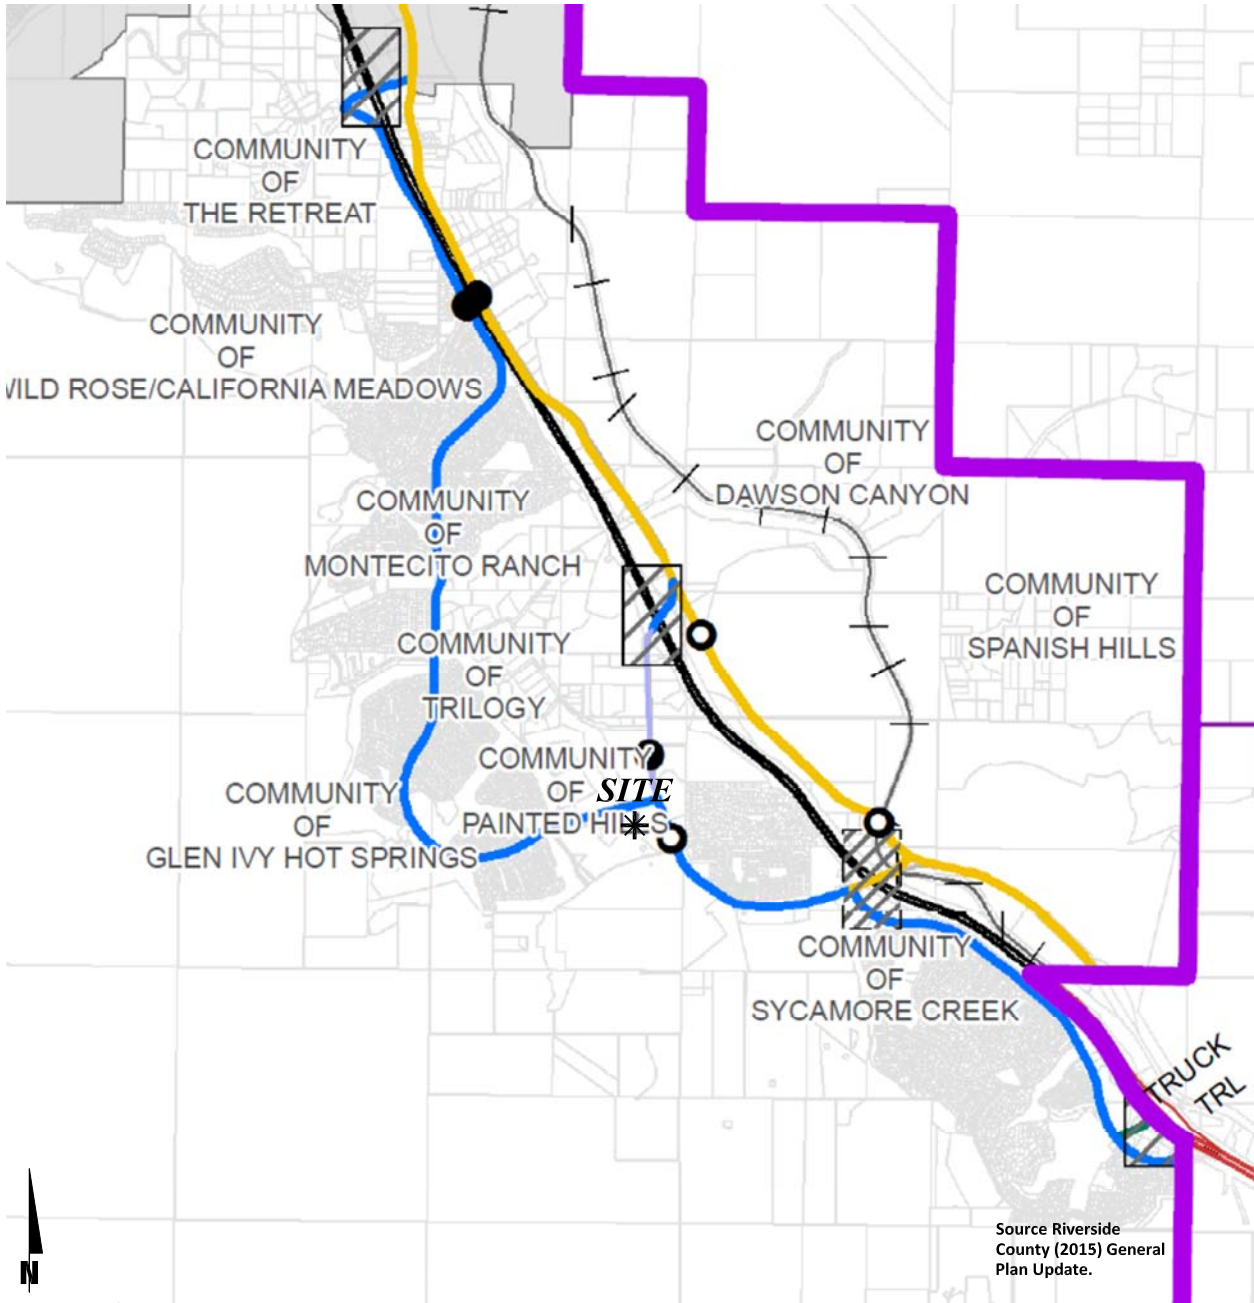 COMMUNITY
OF
THE RETREAT
COMMUNITY
OF
WILD ROSE/CALIFORNIA MEADOWS
COMMUNITY
OF
DAWSON CANYON
COMMUNITY
OF
MONTECITO RANCH
COMMUNITY
OF
SPANISH HILLS
COMMUNITY
OF
TRILOGY
COMMUNITY
OF
PAINTED HILLS
SITE
COMMUNITY
OF
GLEN IVY HOT SPRINGS
COMMUNITY
OF
SYCAMORE CREEK
TRUCK
TRL
Source Riverside
County (2015) General
Plan Update.
N